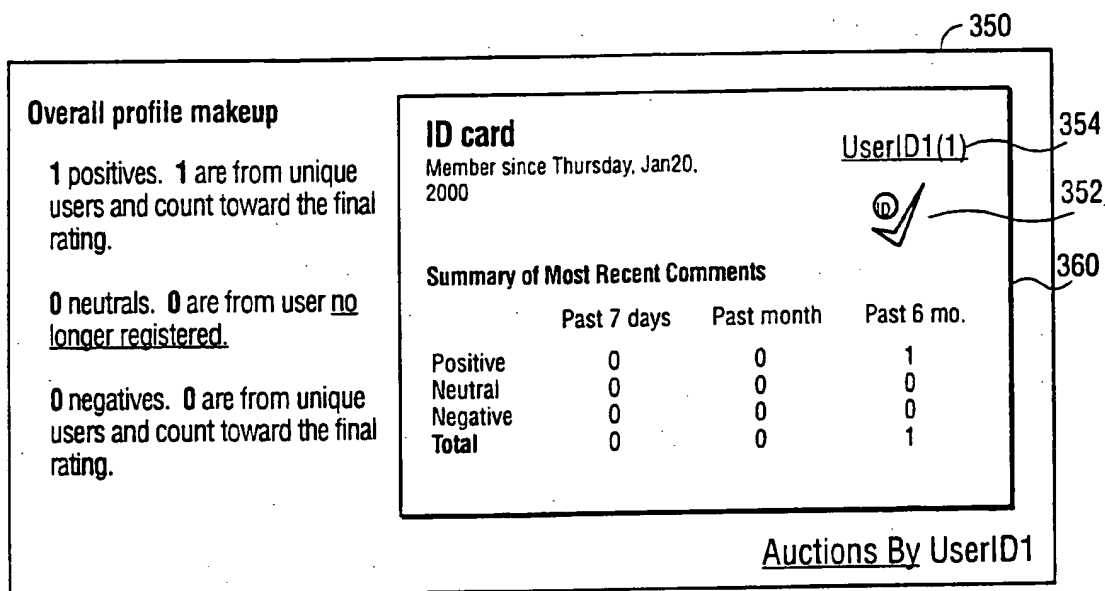 350
Overall profile makeup
1 positives. 1 are from unique
users and count toward the final
rating.
0 neutrals. 0 are from user no
longer registered.
0 negatives. 0 are from unique
users and count toward the final
rating.
ID card
Member since Thursday, Jan20,
2000
UserID1(1)
354
ID
352
360
Summary of Most Recent Comments
Past 7 days Past month Past 6 mo.
Positive 0 0 1
Neutral 0 0 0
Negative 0 0 0
Total 0 0 1
Auctions By UserID1